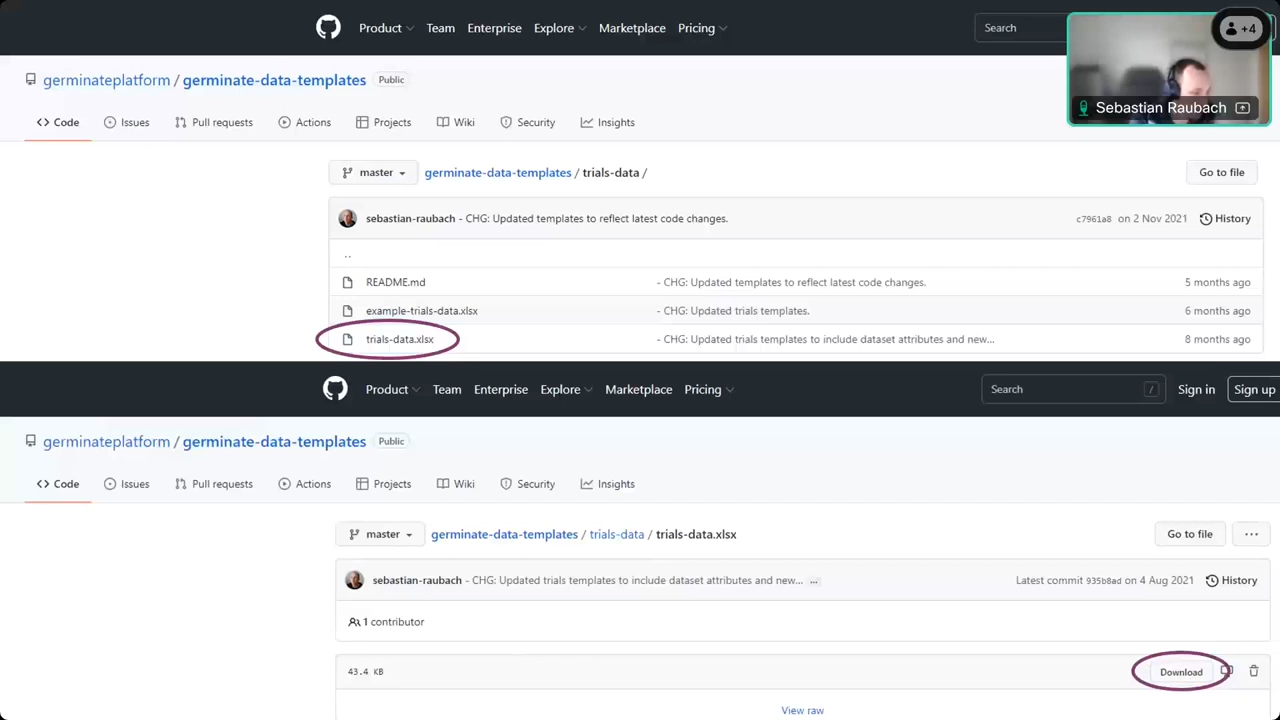 Product Team Enterprise Explore Marketplace Pricing Search
+4
germinateplatform / germinate-data-templates Public
Sebastian Raubach
Code Issues Pull requests Actions Projects Wiki Security Insights
master germinate-data-templates / trials-data / Go to file
sebastian-raubach - CHG: Updated templates to reflect latest code changes. c7961a8 on 2 Nov 2021 History
..
README.md - CHG: Updated templates to reflect latest code changes. 5 months ago
example-trials-data.xlsx - CHG: Updated trials templates. 6 months ago
trials-data.xlsx - CHG: Updated trials templates to include dataset attributes and new... 8 months ago
Product Team Enterprise Explore Marketplace Pricing Search / Sign in Sign up
germinateplatform / germinate-data-templates Public
Code Issues Pull requests Actions Projects Wiki Security Insights
master germinate-data-templates / trials-data / trials-data.xlsx Go to file ...
sebastian-raubach - CHG: Updated trials templates to include dataset attributes and new... ... Latest commit 935b8ad on 4 Aug 2021 History
1 contributor
43.4 KB Download
View raw